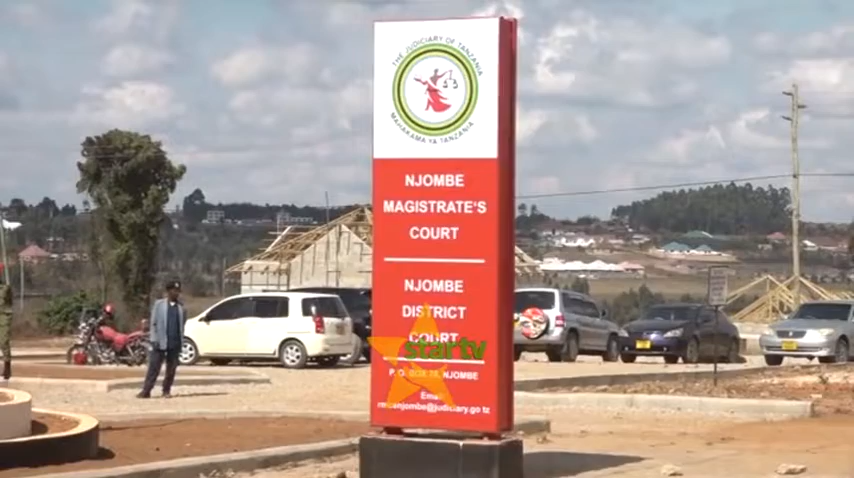 THE JUDICIARY OF TANZANIA
MAHAKAMA YA TANZANIA
NJOMBE
MAGISTRATE'S
COURT
NJOMBE
DISTRICT
COURT
startv
P.O. BOX NJOMBE
Email
@judiciary.go.tz